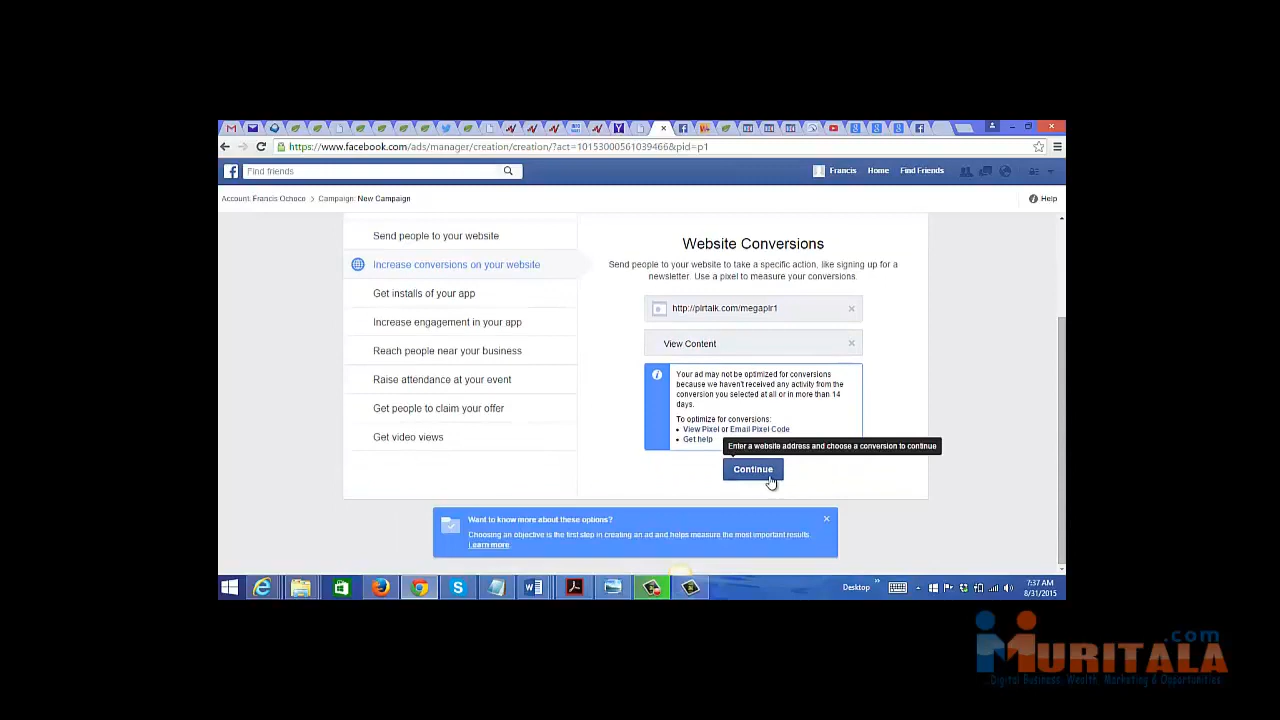 https://www.facebook.com/ads/manager/creation/creation/?act=10153000561039466&pid=p1
Find friends
Francis
Home
Find Friends
Account: Francis Ochoco
Campaign: New Campaign
Help
Send people to your website
Increase conversions on your website
Get installs of your app
Increase engagement in your app
Reach people near your business
Raise attendance at your event
Get people to claim your offer
Get video views
Website Conversions
Send people to your website to take a specific action, like signing up for a
newsletter. Use a pixel to measure your conversions.
http://plrtalk.com/megaplr1
View Content
Your ad may not be optimized for conversions
because we haven't received any activity from the
conversion you selected at all or in more than 14
days.
To optimize for conversions:
• View Pixel or Email Pixel Code
• Get help
Enter a website address and choose a conversion to continue
Continue
Want to know more about these options?
Choosing an objective is the first step in creating an ad and helps measure the most important results.
Learn more.
Desktop
7:37 AM
8/31/2015
.com
MURITALA
Digital Business, Wealth, Marketing & Opportunities